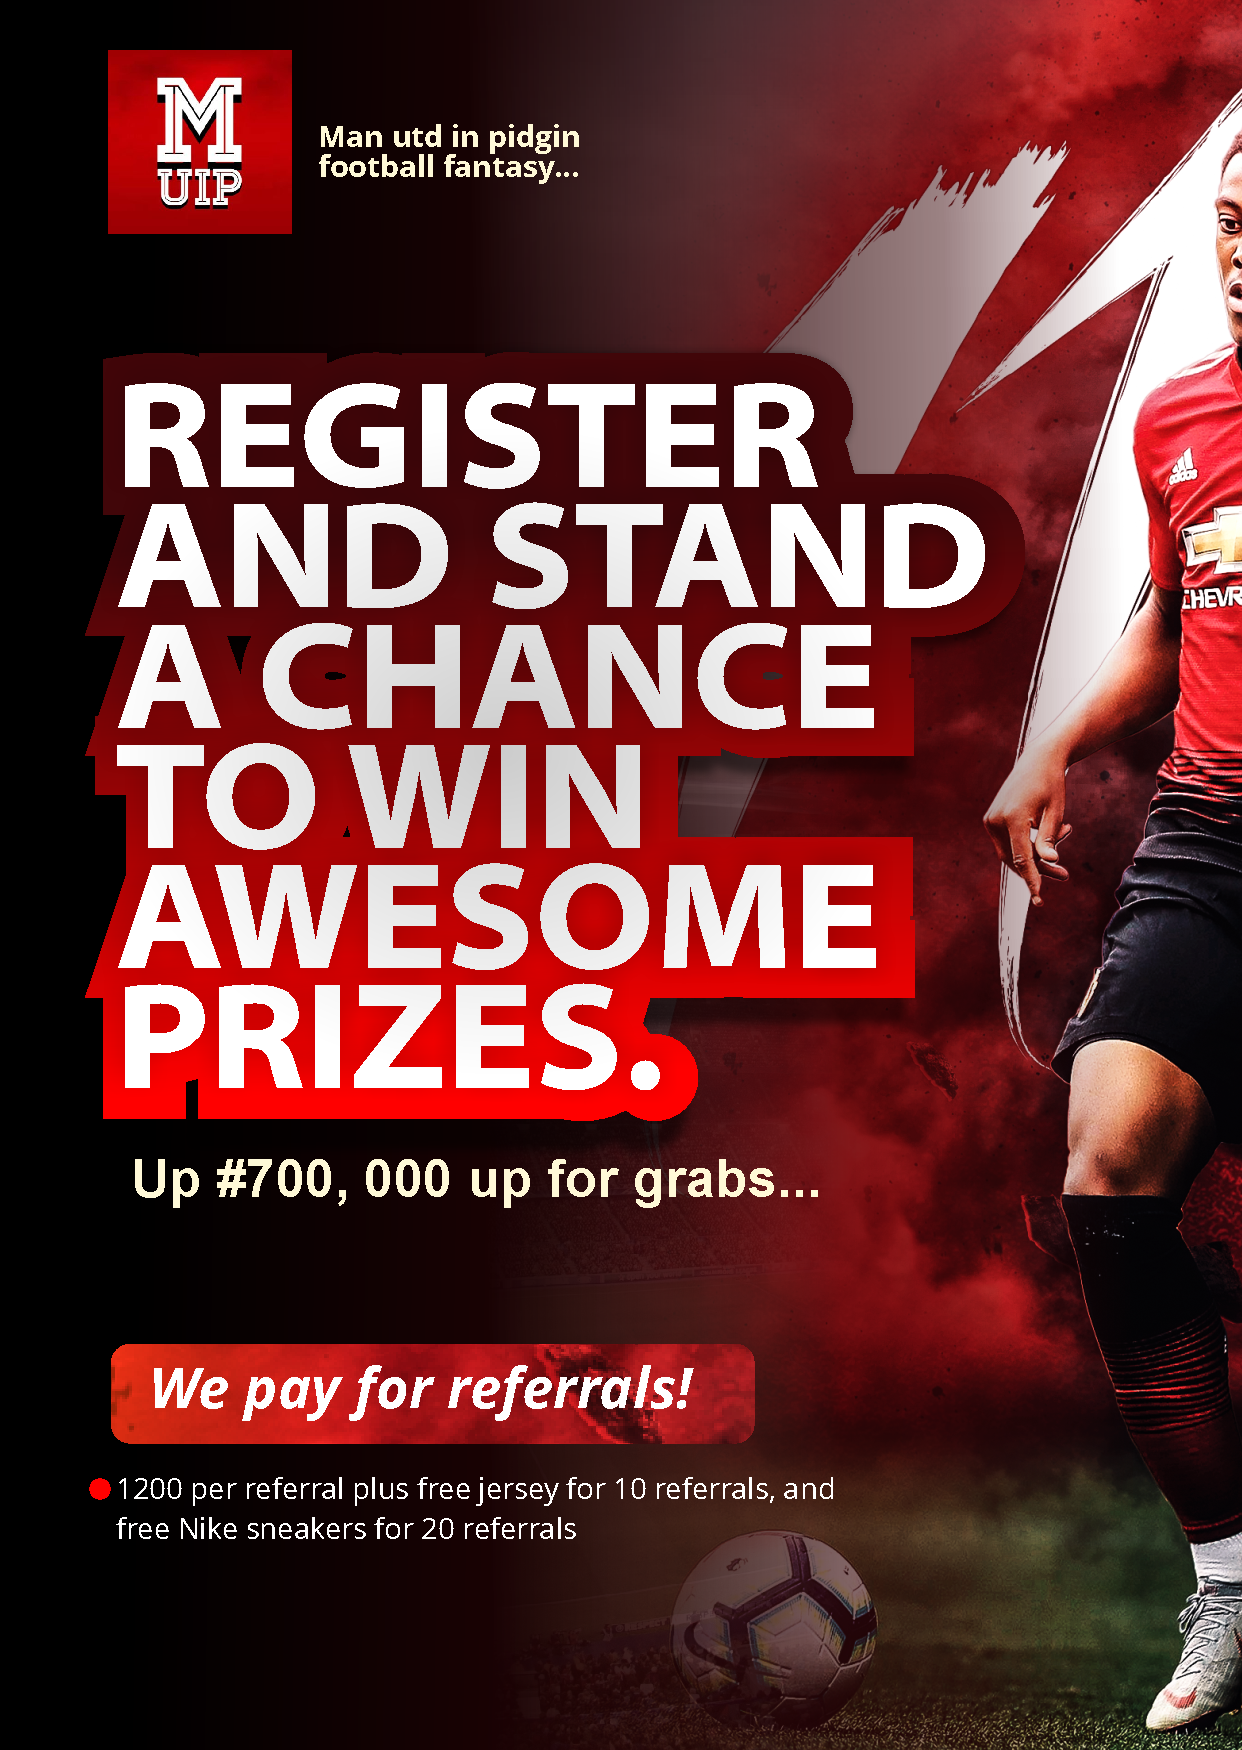 M
UIP
Man utd in pidgin
football fantasy...
REGISTER
AND STAND
A CHANCE
TO WIN
AWESOME
PRIZES.
adidas
CHEVR
Up #700, 000 up for grabs...
We pay for referrals!
1200 per referral plus free jersey for 10 referrals, and
free Nike sneakers for 20 referrals